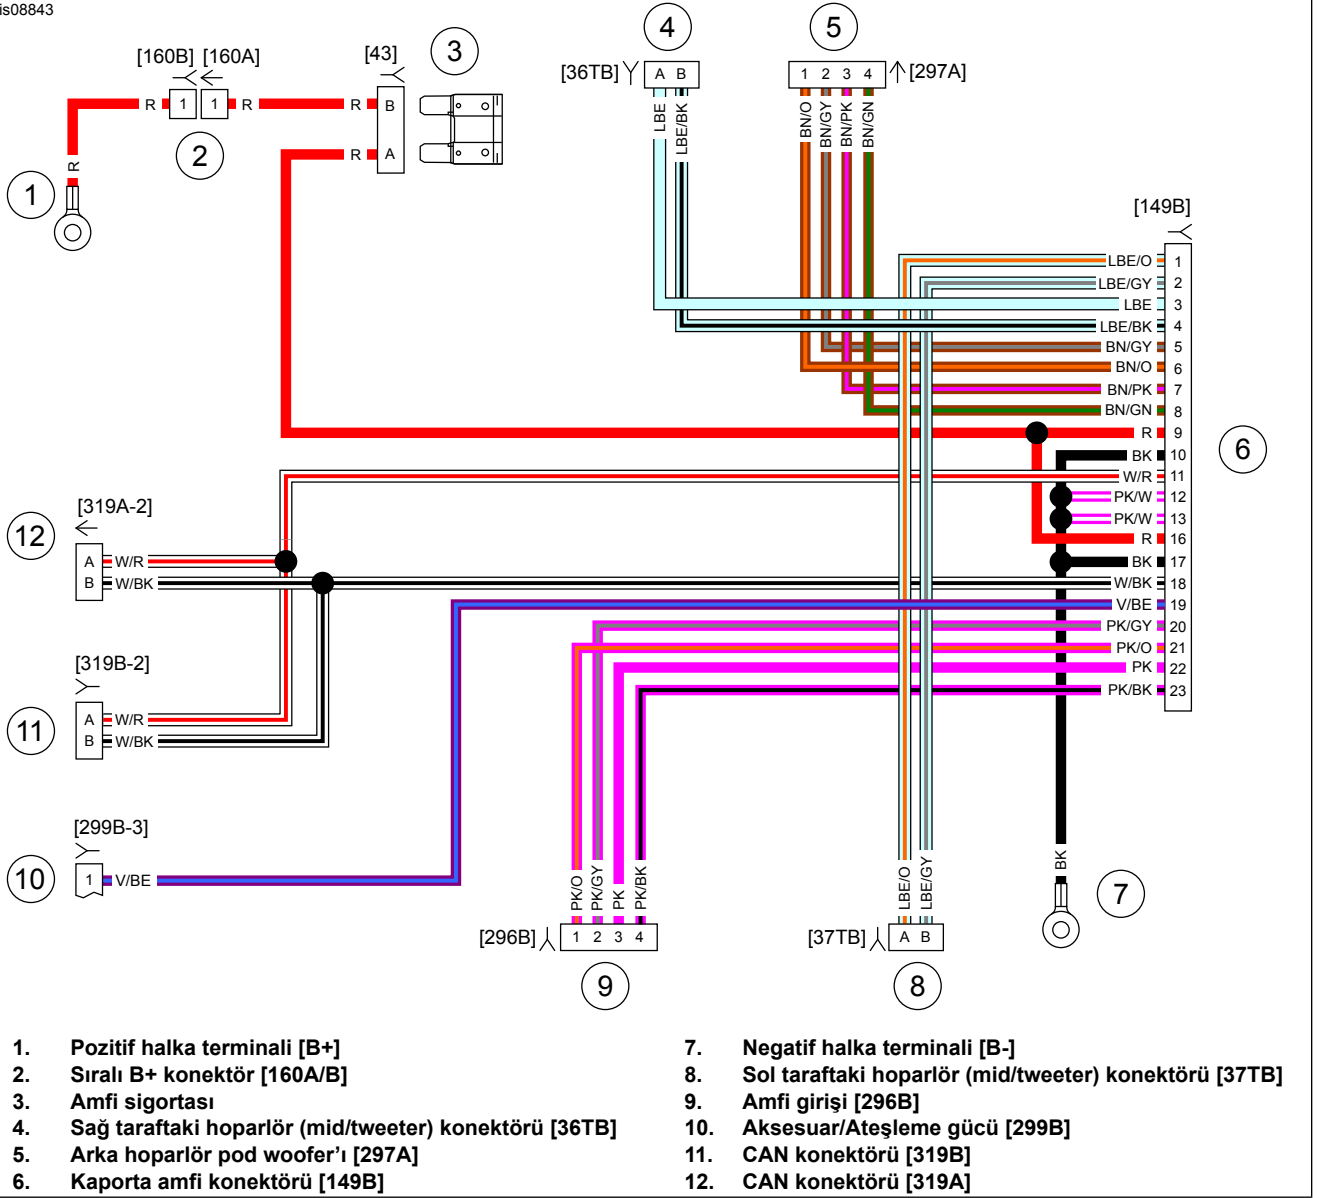 is08843
[160B] [160A]
[43]
3
4
5
[36TB] A B
1 2 3 4 [297A]
R 1 1 R R B
R A
R
1
2
LBE LBE/BK
BN/O BN/GY BN/PK BN/GN
[149B]
LBE/O 1
LBE/GY 2
LBE 3
LBE/BK 4
BN/GY 5
BN/O 6
BN/PK 7
BN/GN 8
R 9
BK 10
W/R 11
PK/W 12
PK/W 13
R 16
BK 17
W/BK 18
V/BE 19
PK/GY 20
PK/O 21
PK 22
PK/BK 23
6
[319A-2]
12
A W/R
B W/BK
[319B-2]
11
A W/R
B W/BK
[299B-3]
10
1 V/BE
PK/O PK/GY PK PK/BK
[296B] 1 2 3 4
9
LBE/O LBE/GY
[37TB] A B
8
BK
7
1. Pozitif halka terminali [B+]
2. Sıralı B+ konektör [160A/B]
3. Amfi sigortası
4. Sağ taraftaki hoparlör (mid/tweeter) konektörü [36TB]
5. Arka hoparlör pod woofer’ı [297A]
6. Kaporta amfi konektörü [149B]
7. Negatif halka terminali [B-]
8. Sol taraftaki hoparlör (mid/tweeter) konektörü [37TB]
9. Amfi girişi [296B]
10. Aksesuar/Ateşleme gücü [299B]
11. CAN konektörü [319B]
12. CAN konektörü [319A]